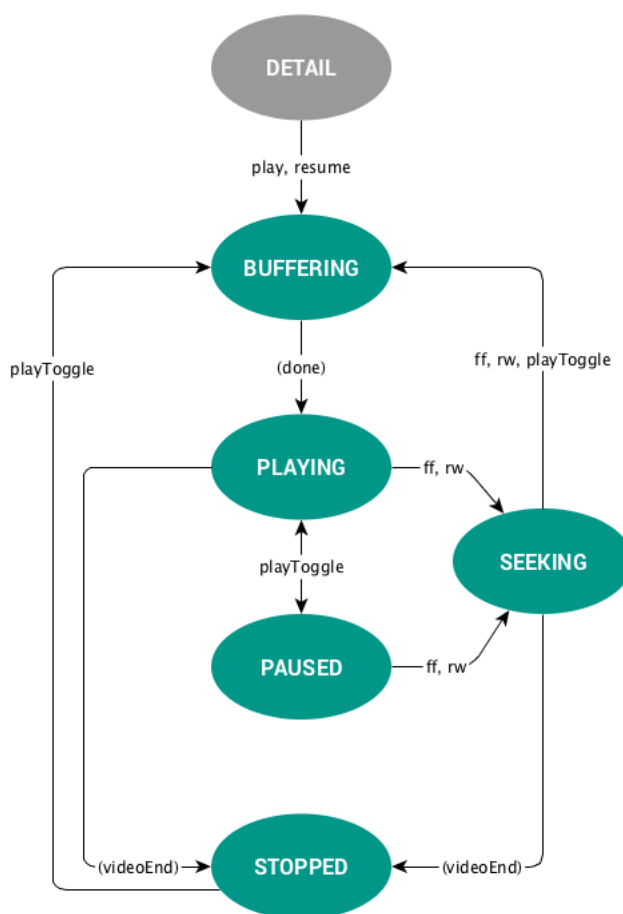 DETAIL
play, resume
BUFFERING
playToggle
ff, rw, playToggle
(done)
PLAYING
ff, rw
SEEKING
playToggle
PAUSED
ff, rw
(videoEnd)
STOPPED
(videoEnd)